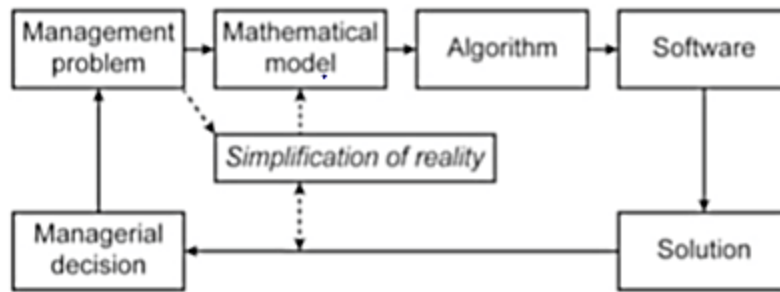 Management
problem
Mathematical
model
Algorithm
Software
Simplification of reality
Managerial
decision
Solution